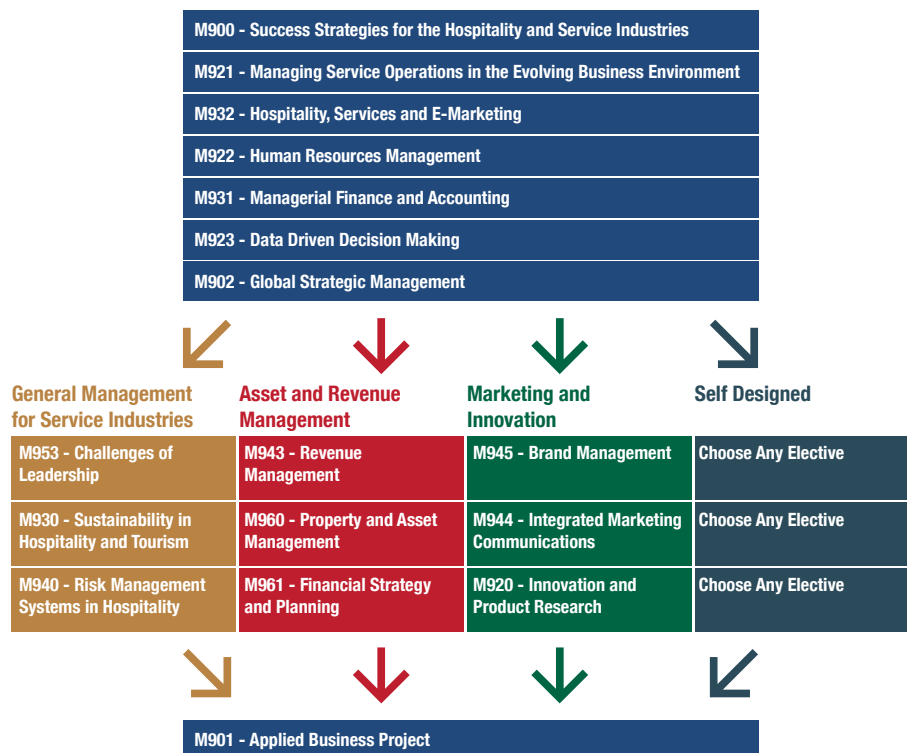 M900 - Success Strategies for the Hospitality and Service Industries
M921 - Managing Service Operations in the Evolving Business Environment
M932 - Hospitality, Services and E-Marketing
M922 - Human Resources Management
M931 - Managerial Finance and Accounting
M923 - Data Driven Decision Making
M902 - Global Strategic Management
General Management
for Service Industries
M953 - Challenges of
Leadership
M930 - Sustainability in
Hospitality and Tourism
M940 - Risk Management
Systems in Hospitality
Asset and Revenue
Management
M943 - Revenue
Management
M960 - Property and Asset
Management
M961 - Financial Strategy
and Planning
Marketing and
Innovation
M945 - Brand Management
M944 - Integrated Marketing
Communications
M920 - Innovation and
Product Research
Self Designed
Choose Any Elective
Choose Any Elective
Choose Any Elective
M901 - Applied Business Project